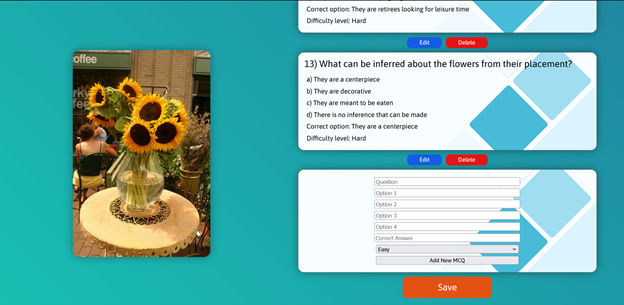 offee
Correct option: They are retirees looking for leisure time
Difficulty level: Hard
Edit
Delete
13) What can be inferred about the flowers from their placement?
a) They are a centerpiece
b) They are decorative
c) They are meant to be eaten
d) There is no inference that can be made
Correct option: They are a centerpiece
Difficulty level: Hard
Edit
Delete
Question
Option 1
Option 2
Option 3
Option 4
Correct Answer
Easy
Add New MCQ
Save